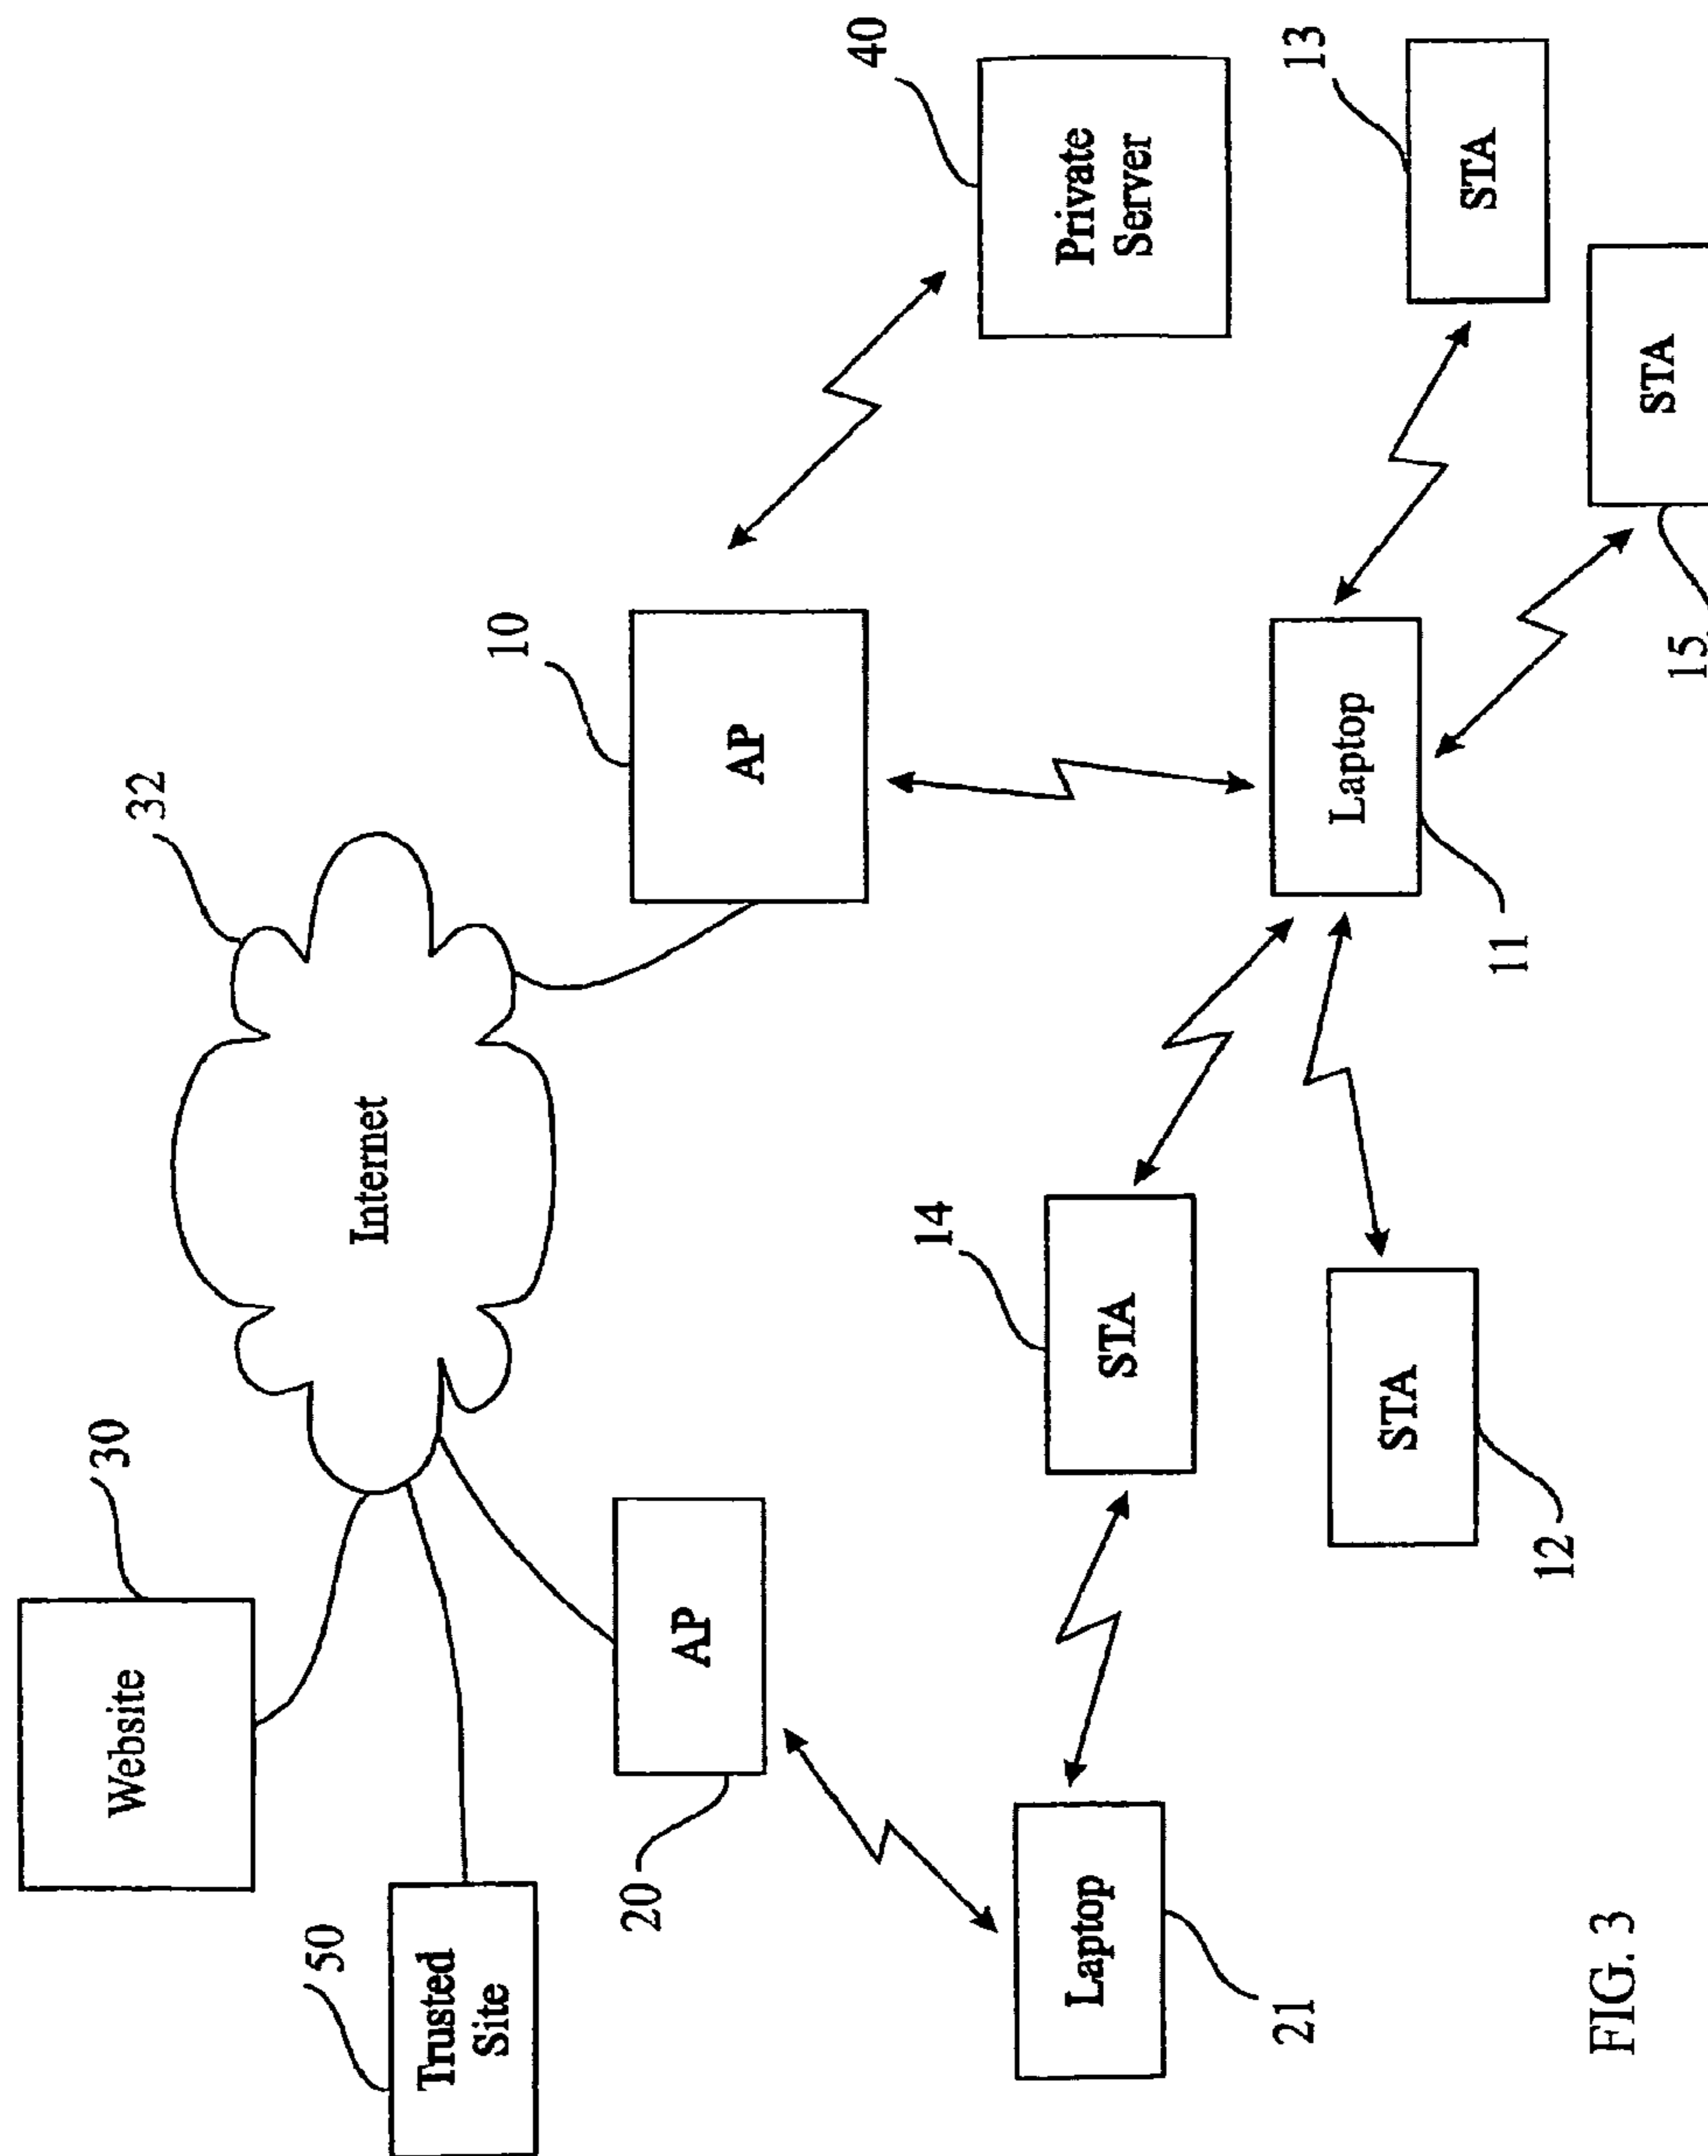 Website
30
Trusted
Site
50
Internet
32
AP
20
AP
10
Private
Server
40
Laptop
21
STA
14
STA
12
Laptop
11
STA
13
STA
15
FIG. 3